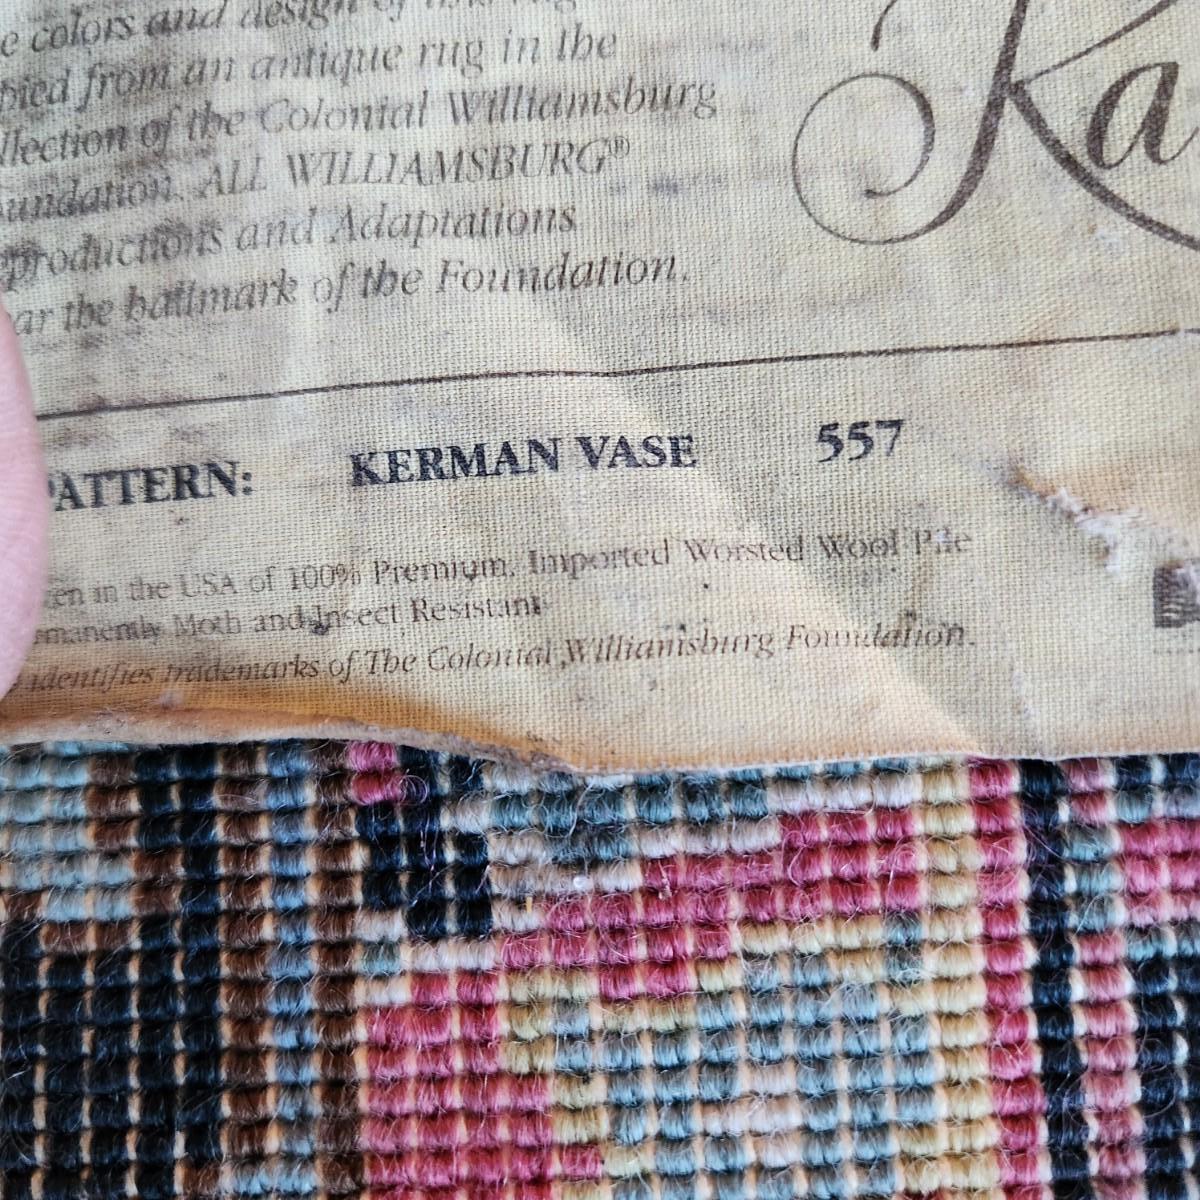 e colors and design of this rug
pied from an antique rug in the
llection of the Colonial Williamsburg
undation. ALL WILLIAMSBURG®
productions and Adaptations
ar the hallmark of the Foundation.
Ka
PATTERN: KERMAN VASE 557
en in the USA of 100% Premium, Imported Worsted Wool Pile
manently Moth and Insect Resistant
identifies trademarks of The Colonial Williamsburg Foundation.